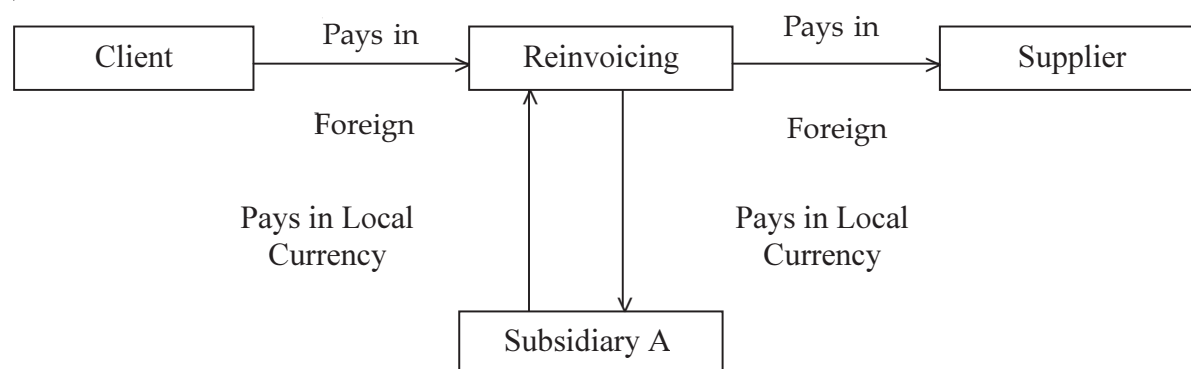 Client
Pays in
Reinvoicing
Pays in
Supplier
Foreign
Foreign
Pays in Local
Currency
Pays in Local
Currency
Subsidiary A